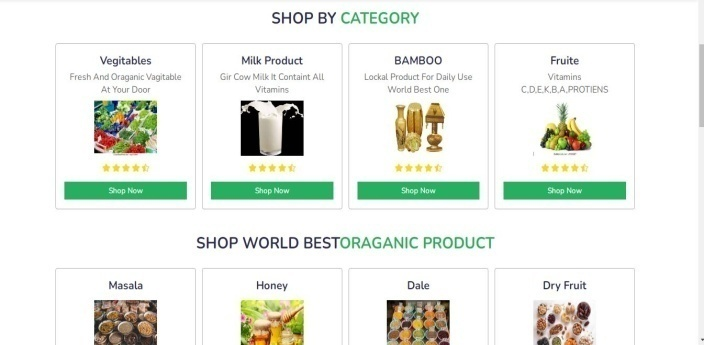 SHOP BY CATEGORY
Vegitables
Fresh And Oraganic Vagitable
At Your Door
Shop Now
Milk Product
Gir Cow Milk It Containt All
Vitamins
Shop Now
BAMBOO
Lockal Product For Daily Use
World Best One
Shop Now
Fruite
Vitamins
C,D,E,K,B,A,PROTIENS
Shop Now
SHOP WORLD BESTORAGANIC PRODUCT
Masala
Honey
Dale
Dry Fruit